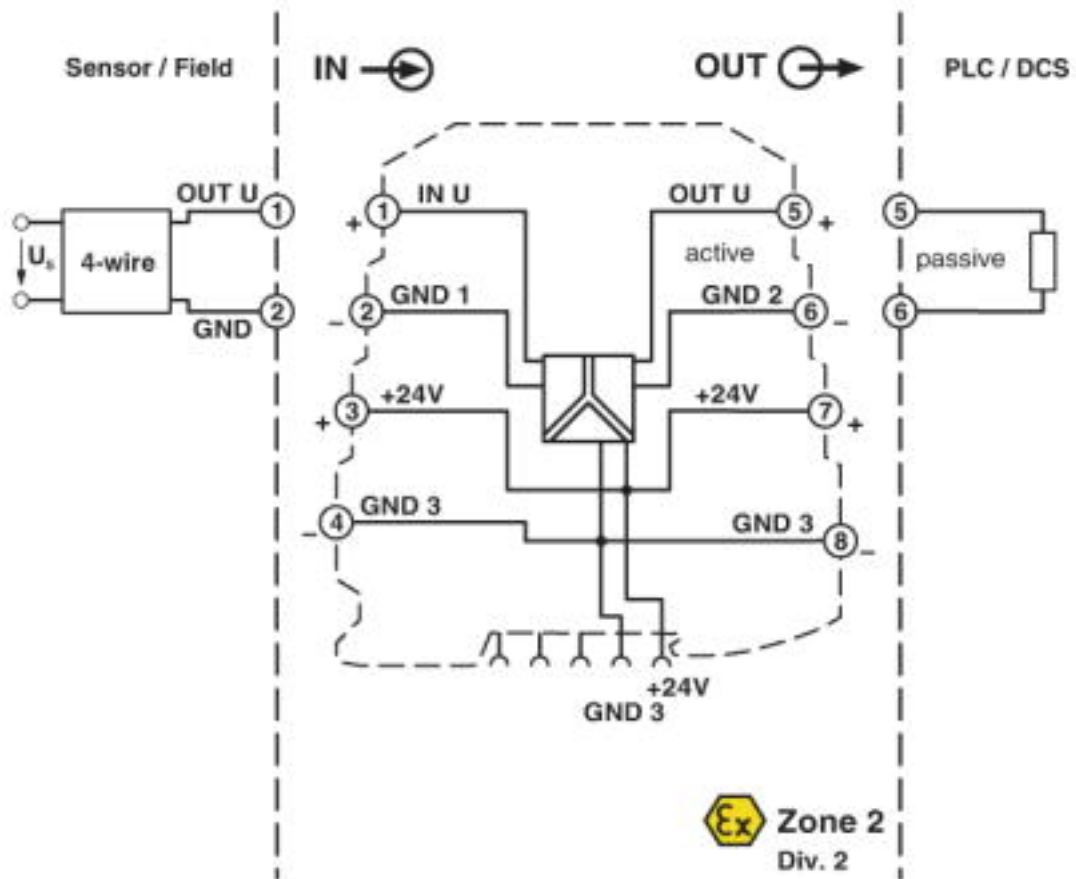 Sensor / Field
IN
OUT
PLC / DCS
OUT U
1
1
IN U
OUT U
5
5
+
+
Us
4-wire
active
passive
GND
2
2
GND 1
GND 2
6
6
–
–
3
+24V
+24V
7
+
+
4
GND 3
GND 3
8
–
–
+24V
GND 3
Ex
Zone 2
Div. 2